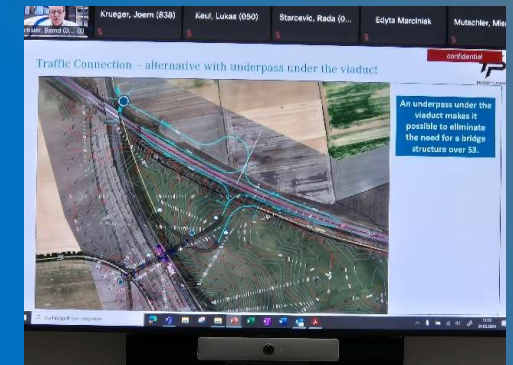 Krueger, Joern (838)
Keul, Lukas (050)
Starcevic, Rada (0...
Edyta Marciniak
Mutschler, Mis
confidential
Traffic Connection – alternative with underpass under the viaduct
An underpass under the
viaduct makes it
possible to eliminate
the need for a bridge
structure over S3.